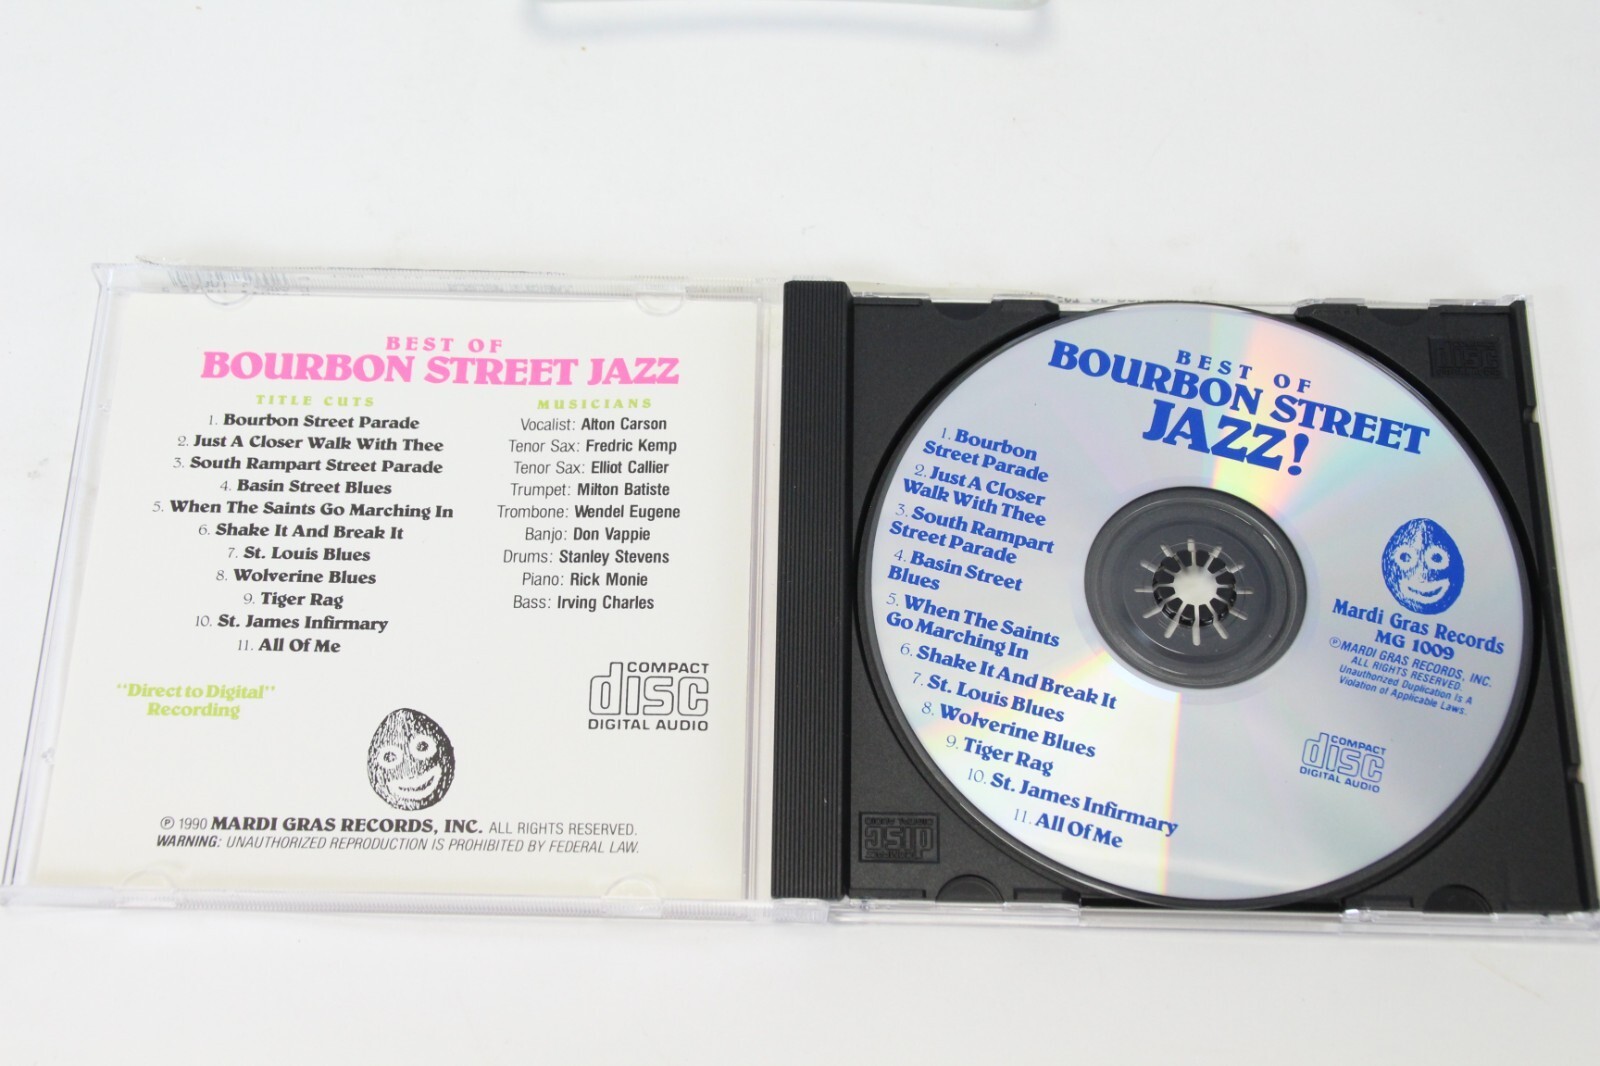 BEST OF
BOURBON STREET JAZZ
TITLE CUTS
1. Bourbon Street Parade
2. Just A Closer Walk With Thee
3. South Rampart Street Parade
4. Basin Street Blues
5. When The Saints Go Marching In
6. Shake It And Break It
7. St. Louis Blues
8. Wolverine Blues
9. Tiger Rag
10. St. James Infirmary
11. All Of Me
MUSICIANS
Vocalist: Alton Carson
Tenor Sax: Fredric Kemp
Tenor Sax: Elliot Callier
Trumpet: Milton Batiste
Trombone: Wendel Eugene
Banjo: Don Vappie
Drums: Stanley Stevens
Piano: Rick Monie
Bass: Irving Charles
"Direct to Digital"
Recording
COMPACT
disc
DIGITAL AUDIO
℗ 1990 MARDI GRAS RECORDS, INC. ALL RIGHTS RESERVED.
WARNING: UNAUTHORIZED REPRODUCTION IS PROHIBITED BY FEDERAL LAW.
BEST OF
BOURBON STREET
JAZZ!
1. Bourbon
Street Parade
2. Just A Closer
Walk With Thee
3. South Rampart
Street Parade
4. Basin Street
Blues
5. When The Saints
Go Marching In
6. Shake It And Break It
7. St. Louis Blues
8. Wolverine Blues
9. Tiger Rag
10. St. James Infirmary
11. All Of Me
Mardi Gras Records
MG 1009
℗MARDI GRAS RECORDS, INC.
ALL RIGHTS RESERVED.
Unauthorized Duplication Is A
Violation of Applicable Laws.
COMPACT
disc
DIGITAL AUDIO
disc
disc